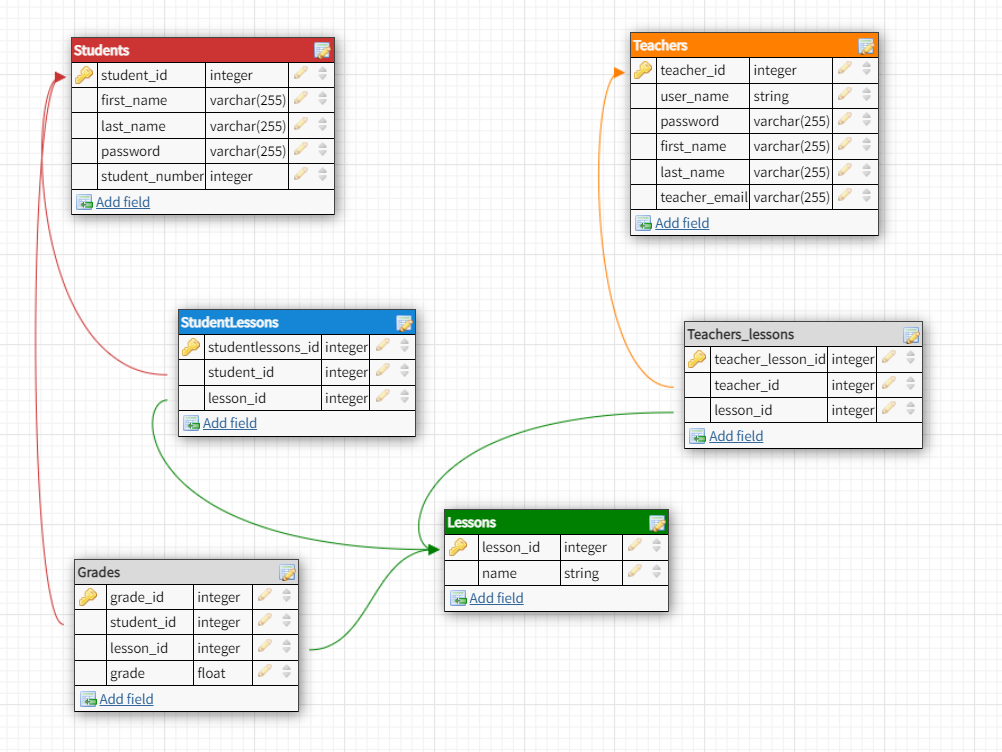 Students
student_id integer
first_name varchar(255)
last_name varchar(255)
password varchar(255)
student_number integer
Add field
Teachers
teacher_id integer
user_name string
password varchar(255)
first_name varchar(255)
last_name varchar(255)
teacher_email varchar(255)
Add field
StudentLessons
studentlessons_id integer
student_id integer
lesson_id integer
Add field
Teachers_lessons
teacher_lesson_id integer
teacher_id integer
lesson_id integer
Add field
Lessons
lesson_id integer
name string
Add field
Grades
grade_id integer
student_id integer
lesson_id integer
grade float
Add field